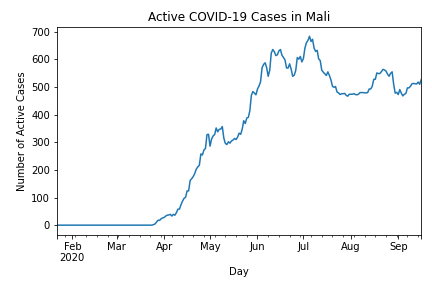 Active COVID-19 Cases in Mali
Number of Active Cases
700
600
500
400
300
200
100
0
Feb Mar Apr May Jun Jul Aug Sep
2020
Day